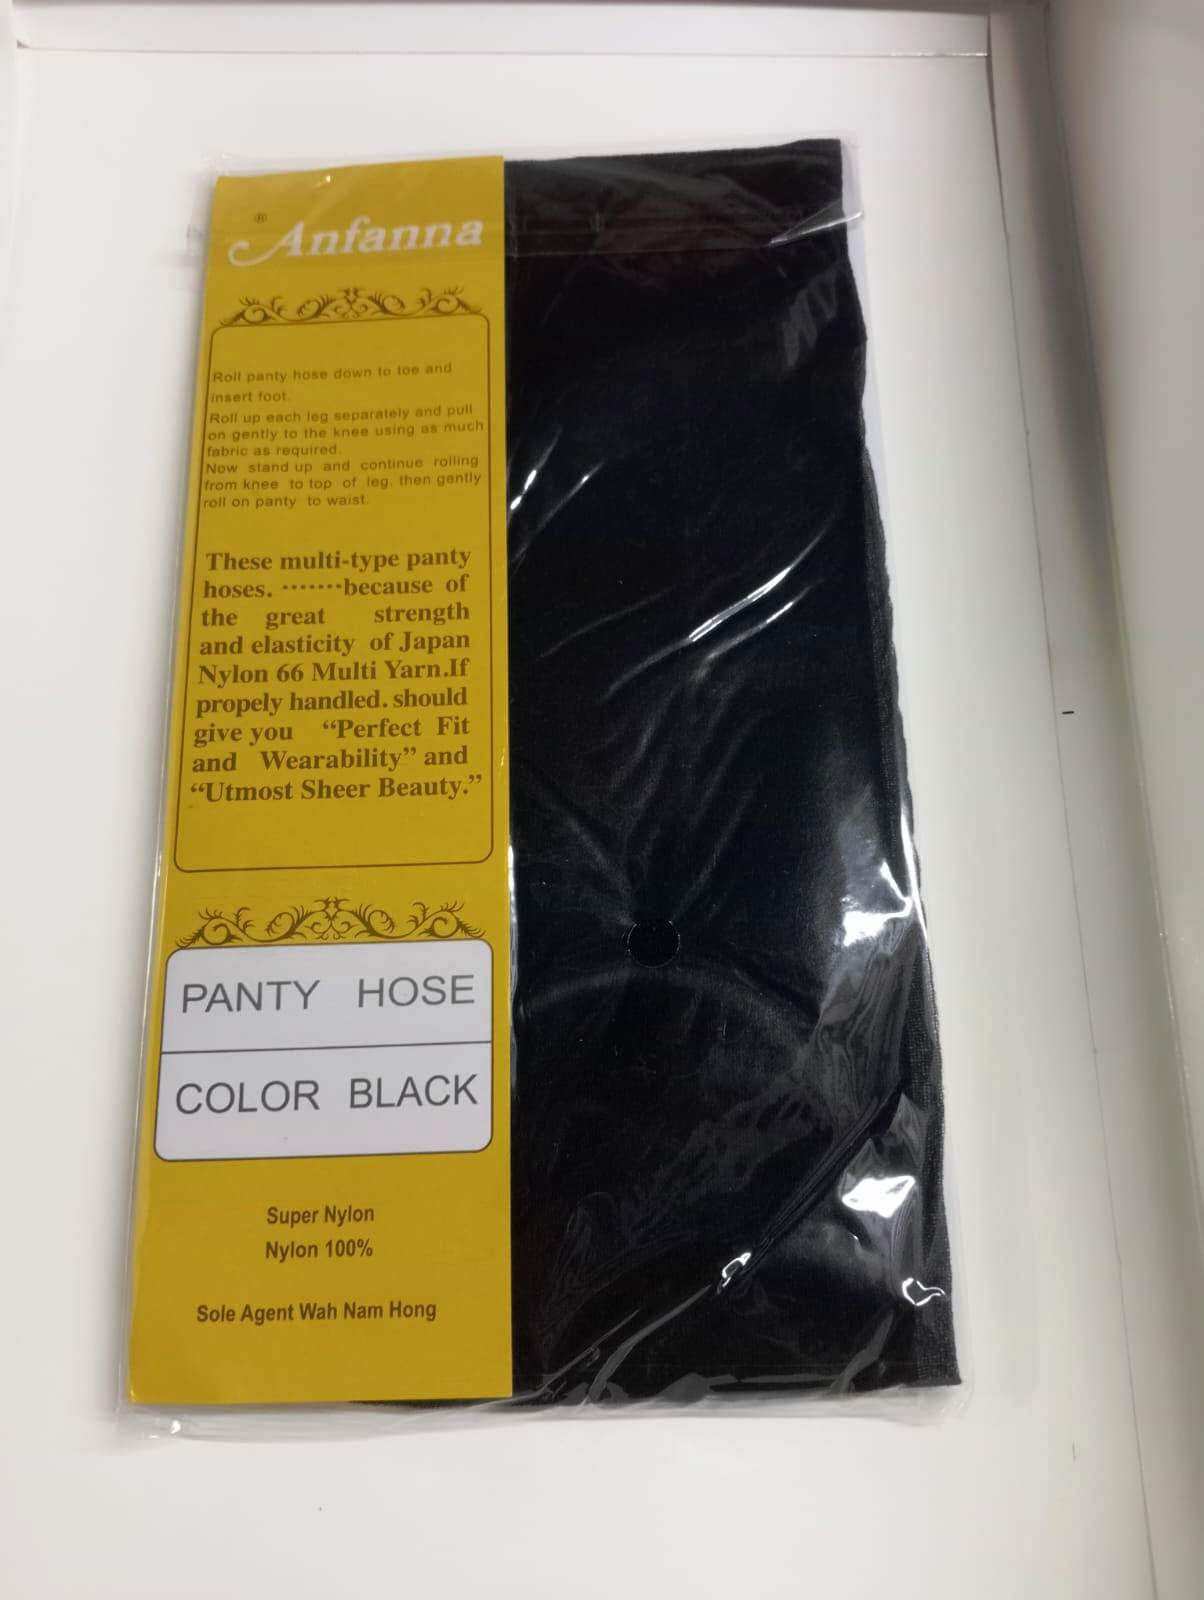 ® Anfanna
Roll panty hose down to toe and
insert foot.
Roll up each leg separately and pull
on gently to the knee using as much
fabric as required.
Now stand up and continue rolling
from knee to top of leg. then gently
roll on panty to waist.
These multi-type panty
hoses. ·······because of
the great strength
and elasticity of Japan
Nylon 66 Multi Yarn.If
propely handled. should
give you “Perfect Fit
and Wearability” and
“Utmost Sheer Beauty.”
PANTY HOSE
COLOR BLACK
Super Nylon
Nylon 100%
Sole Agent Wah Nam Hong